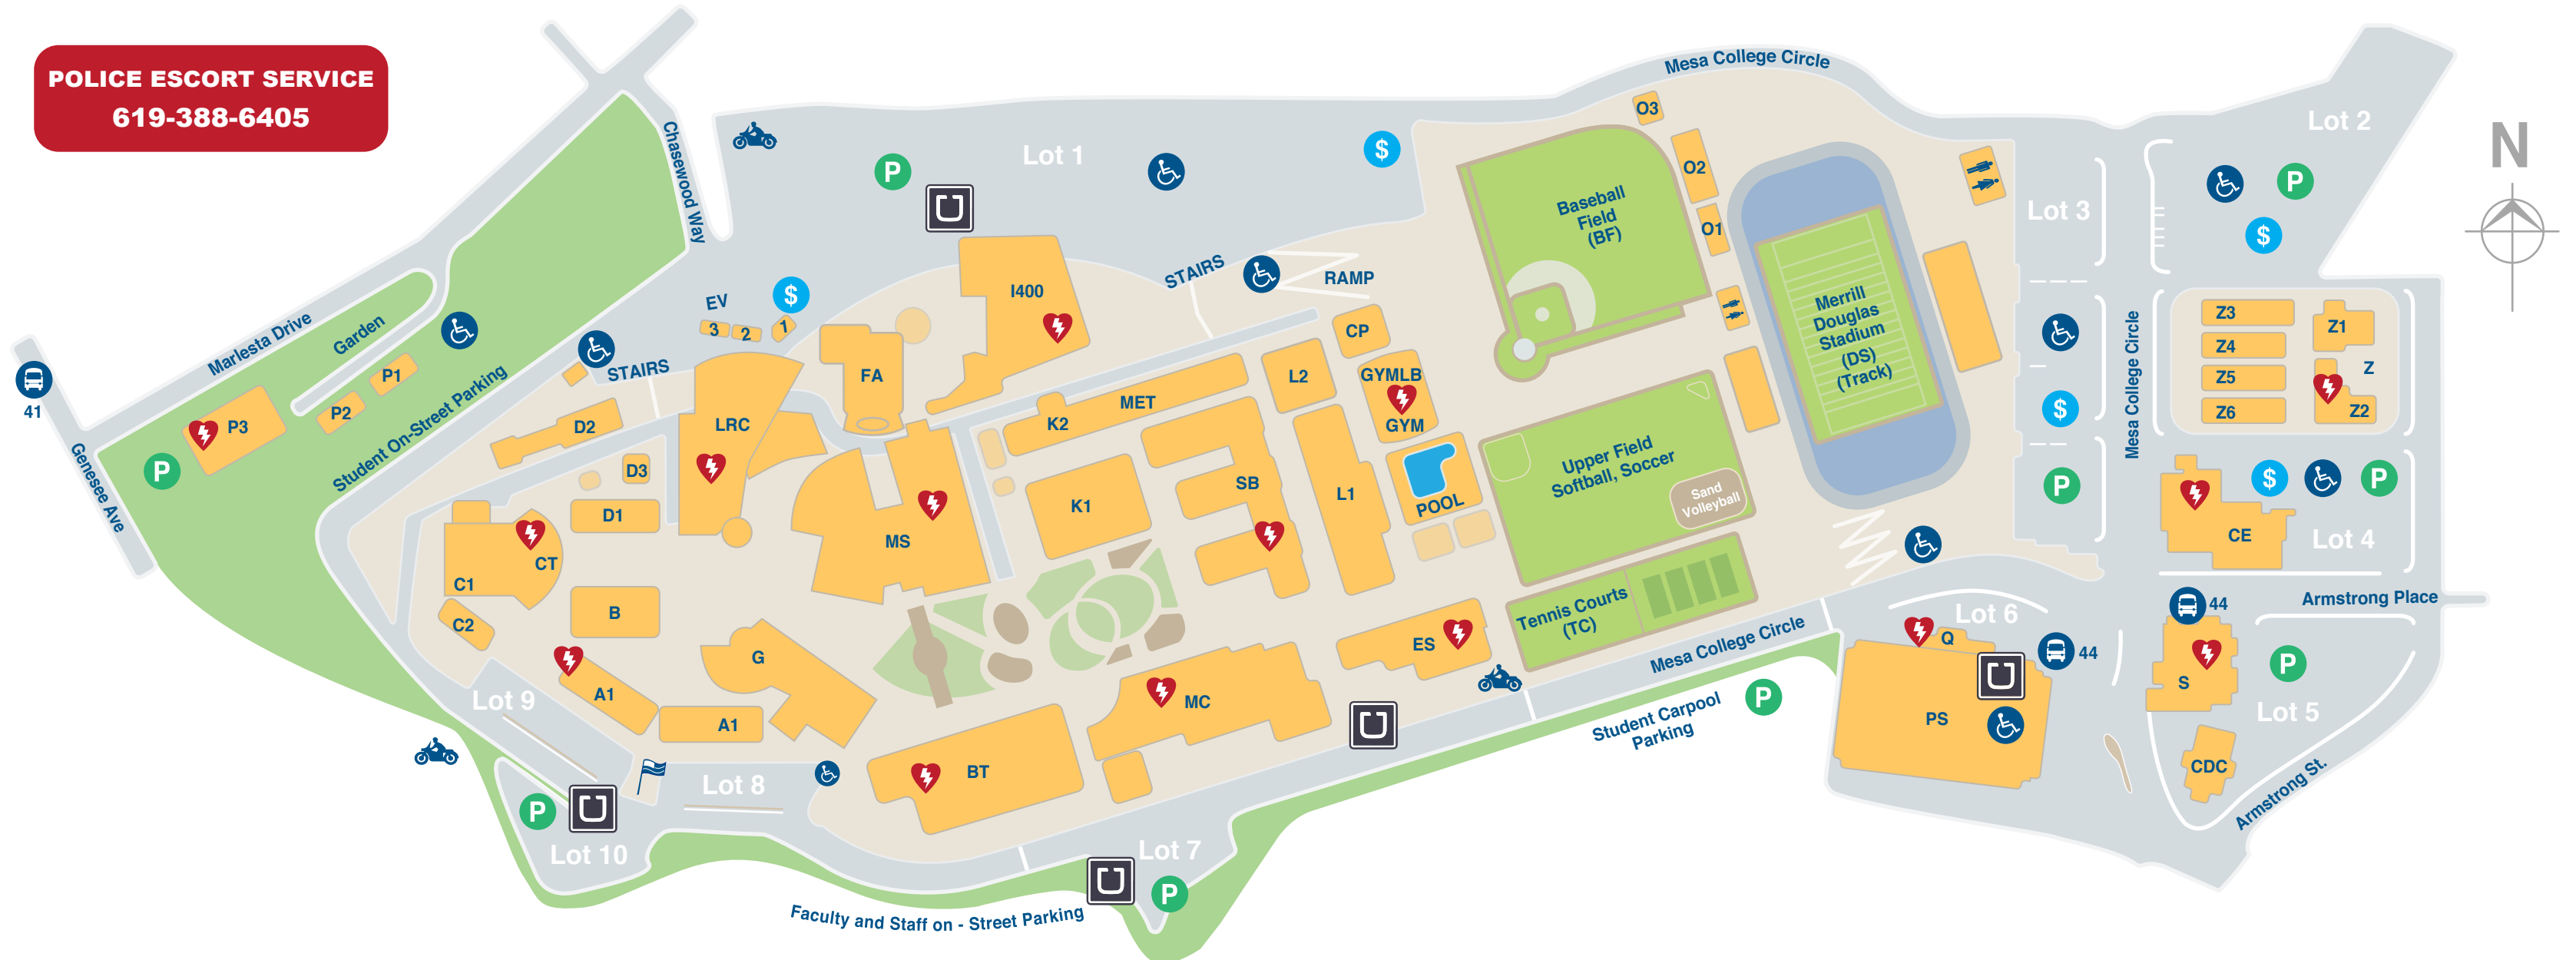 POLICE ESCORT SERVICE
619-388-6405
Mesa College Circle
Lot 1
Lot 2
N
P
$
O3
O2
O1
Baseball
Field
(BF)
Lot 3
P
$
Chasewood Way
I400
STAIRS
RAMP
Merrill
Douglas
Stadium
(DS)
(Track)
Mesa College Circle
Z3
Z4
Z5
Z6
Z1
Z
Z2
$
P
EV
3
2
1
$
Marlesta Drive
Garden
P1
P2
P3
P
41
Genesee Ave
Student On-Street Parking
STAIRS
D2
D3
D1
LRC
FA
MS
K2
MET
K1
L2
CP
GYMLB
GYM
POOL
SB
L1
Upper Field
Softball, Soccer
Sand
Volleyball
$
P
CE
Lot 4
P
C1
CT
C2
B
G
A1
A1
Lot 9
Tennis Courts
(TC)
ES
MC
BT
Mesa College Circle
Student Carpool
Parking
P
Lot 6
Q
PS
44
44
Armstrong Place
S
P
Lot 5
CDC
Armstrong St.
Lot 8
P
Lot 10
Lot 7
P
Faculty and Staff on - Street Parking